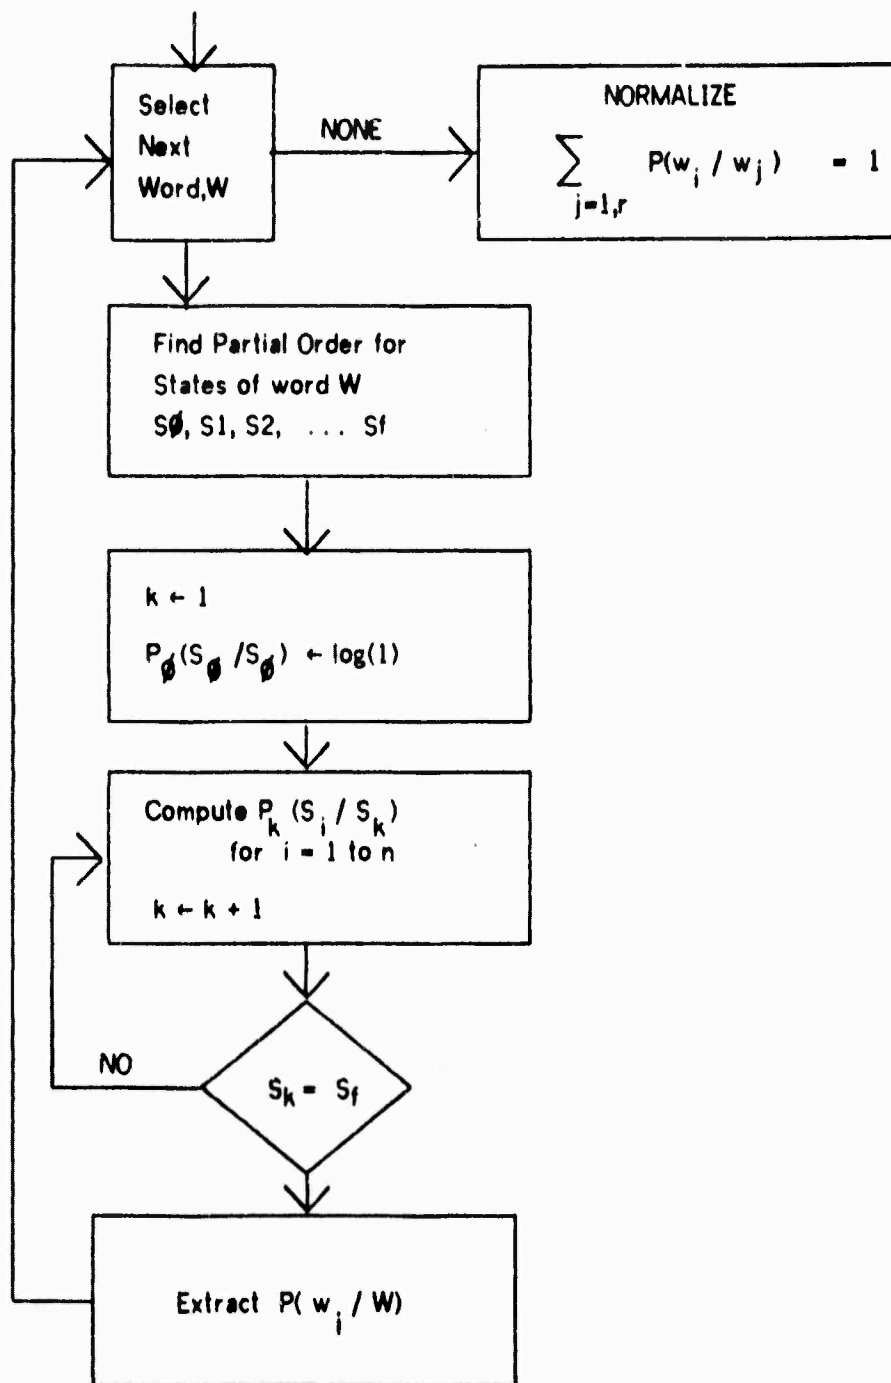 Select
Next
Word,W
NONE
NORMALIZE
∑ P(w_i / w_j) = 1
j=1,r
Find Partial Order for
States of word W
SØ, S1, S2, ... Sf
k ← 1
P_Ø(S_Ø /S_Ø) ← log(1)
Compute P_k (S_i / S_k)
for i = 1 to n
k ← k + 1
NO
S_k = S_f
Extract P( w_i / W)